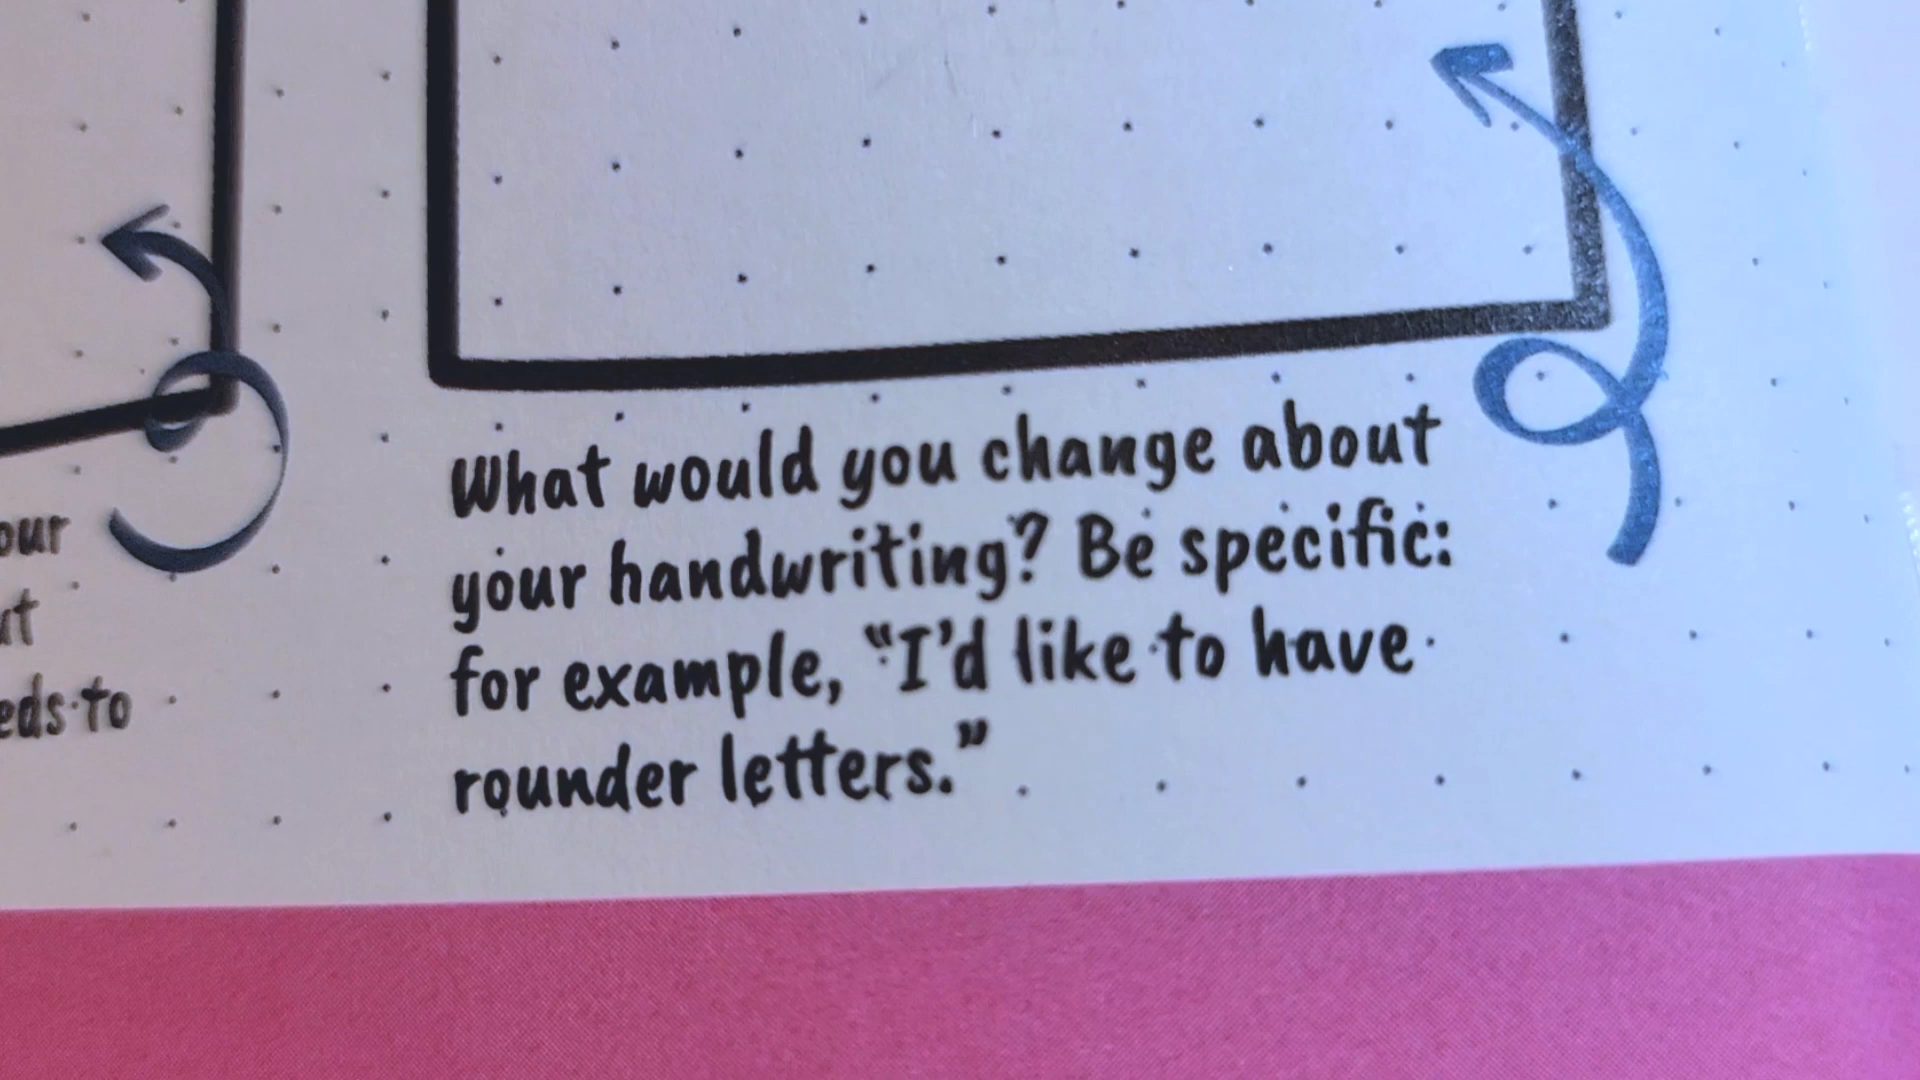 our
eds to
What would you change about
your handwriting? Be specific:
for example, “I’d like to have
rounder letters.”